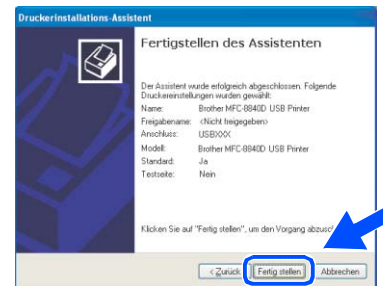 Druckerinstallations-Assistent
Fertigstellen des Assistenten
Der Assistent wurde erfolgreich abgeschlossen. Folgende
Druckereinstellungen wurden gewählt:
Name: Brother MFC-8840D USB Printer
Freigabename: <Nicht freigegeben>
Anschluss: USBXXX
Modell: Brother MFC-8840D USB Printer
Standard: Ja
Testseite: Nein
Klicken Sie auf "Fertig stellen", um den Vorgang
< Zurück Fertig stellen Abbrechen